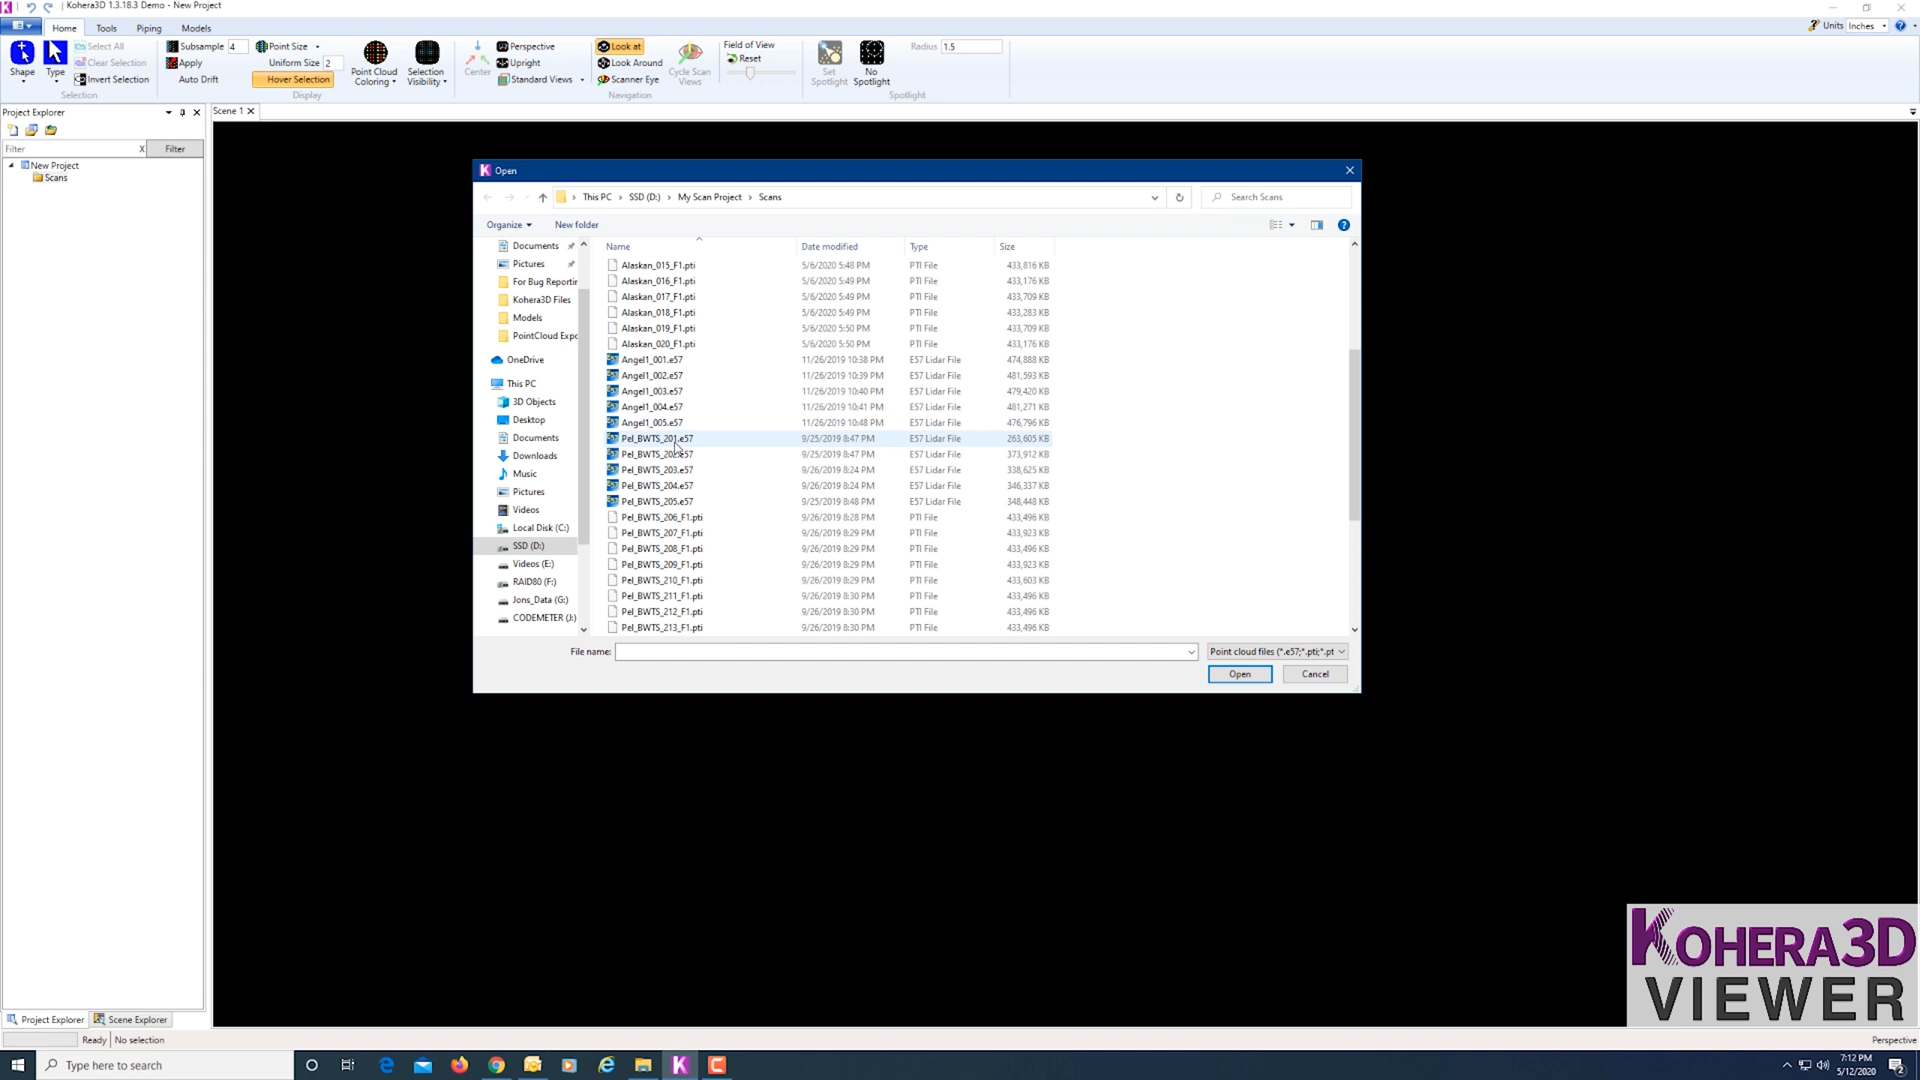 Kohera3D 1.3.18.3 Demo - New Project
Home Tools Piping Models Units Inches
Shape Type Select All Clear Selection Invert Selection Selection
Subsample 4 Apply Auto Drift Point Size Uniform Size 2 Hover Selection Point Cloud Coloring Selection Visibility Display
Center Perspective Upright Standard Views Look at Look Around Scanner Eye Cycle Scan Views Navigation
Field of View Reset
Set Spotlight No Spotlight Radius 1.5 Spotlight
Project Explorer
Scene 1
Filter X Filter
New Project
Scans
Open
This PC > SSD (D:) > My Scan Project > Scans
Search Scans
Organize New folder
Documents
Pictures
For Bug Reportin
Kohera3D Files
Models
PointCloud Expo
OneDrive
This PC
3D Objects
Desktop
Documents
Downloads
Music
Pictures
Videos
Local Disk (C:)
SSD (D:)
Videos (E:)
RAID80 (F:)
Jons_Data (G:)
CODEMETER (J:)
Name Date modified Type Size
Alaskan_015_F1.pti 5/6/2020 5:48 PM PTI File 433,816 KB
Alaskan_016_F1.pti 5/6/2020 5:49 PM PTI File 433,176 KB
Alaskan_017_F1.pti 5/6/2020 5:49 PM PTI File 433,709 KB
Alaskan_018_F1.pti 5/6/2020 5:49 PM PTI File 433,283 KB
Alaskan_019_F1.pti 5/6/2020 5:50 PM PTI File 433,709 KB
Alaskan_020_F1.pti 5/6/2020 5:50 PM PTI File 433,176 KB
Angel1_001.e57 11/26/2019 10:38 PM E57 Lidar File 474,888 KB
Angel1_002.e57 11/26/2019 10:39 PM E57 Lidar File 481,593 KB
Angel1_003.e57 11/26/2019 10:40 PM E57 Lidar File 479,420 KB
Angel1_004.e57 11/26/2019 10:41 PM E57 Lidar File 481,271 KB
Angel1_005.e57 11/26/2019 10:48 PM E57 Lidar File 476,796 KB
Pel_BWTS_201.e57 9/25/2019 8:47 PM E57 Lidar File 263,605 KB
Pel_BWTS_202.e57 9/25/2019 8:47 PM E57 Lidar File 373,912 KB
Pel_BWTS_203.e57 9/26/2019 8:24 PM E57 Lidar File 338,625 KB
Pel_BWTS_204.e57 9/26/2019 8:24 PM E57 Lidar File 346,337 KB
Pel_BWTS_205.e57 9/25/2019 8:48 PM E57 Lidar File 348,448 KB
Pel_BWTS_206_F1.pti 9/26/2019 8:28 PM PTI File 433,496 KB
Pel_BWTS_207_F1.pti 9/26/2019 8:29 PM PTI File 433,923 KB
Pel_BWTS_208_F1.pti 9/26/2019 8:29 PM PTI File 433,496 KB
Pel_BWTS_209_F1.pti 9/26/2019 8:29 PM PTI File 433,923 KB
Pel_BWTS_210_F1.pti 9/26/2019 8:29 PM PTI File 433,603 KB
Pel_BWTS_211_F1.pti 9/26/2019 8:30 PM PTI File 433,496 KB
Pel_BWTS_212_F1.pti 9/26/2019 8:30 PM PTI File 433,496 KB
Pel_BWTS_213_F1.pti 9/26/2019 8:30 PM PTI File 433,496 KB
File name: Point cloud files (*.e57;*.pti;*.pt
Open Cancel
KOHERA3D
VIEWER
Project Explorer Scene Explorer
Ready No selection Perspective
Type here to search
7:12 PM
5/12/2020
2